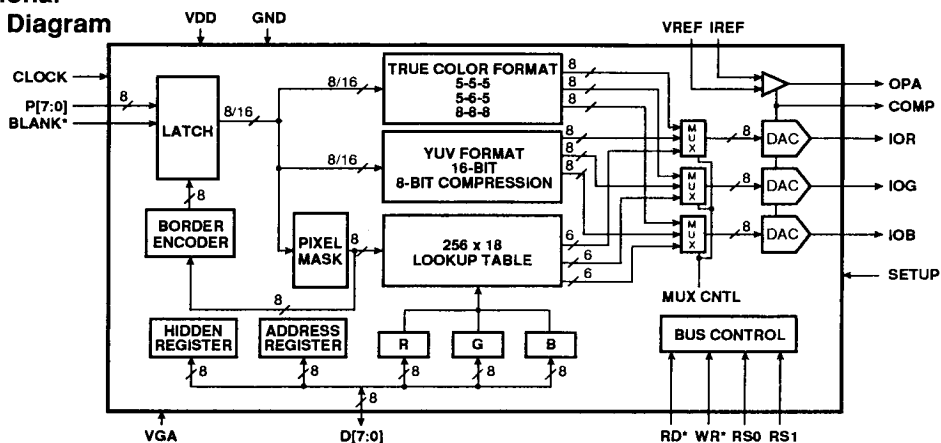 Diagram
VDD
GND
VREF IREF
CLOCK
P[7:0]
8
BLANK*
LATCH
8/16
8/16
TRUE COLOR FORMAT
5-5-5
5-6-5
8-8-8
8
8
8
OPA
COMP
MUX
8
DAC
IOR
8/16
YUV FORMAT
16-BIT
8-BIT COMPRESSION
8
8
8
MUX
8
DAC
IOG
8
BORDER
ENCODER
PIXEL
MASK
8
256 x 18
LOOKUP TABLE
6
6
6
MUX
8
DAC
IOB
SETUP
8
MUX CNTL
HIDDEN
REGISTER
ADDRESS
REGISTER
R
G
B
BUS CONTROL
8
8
8
8
8
8
VGA
D[7:0]
RD* WR* RS0 RS1